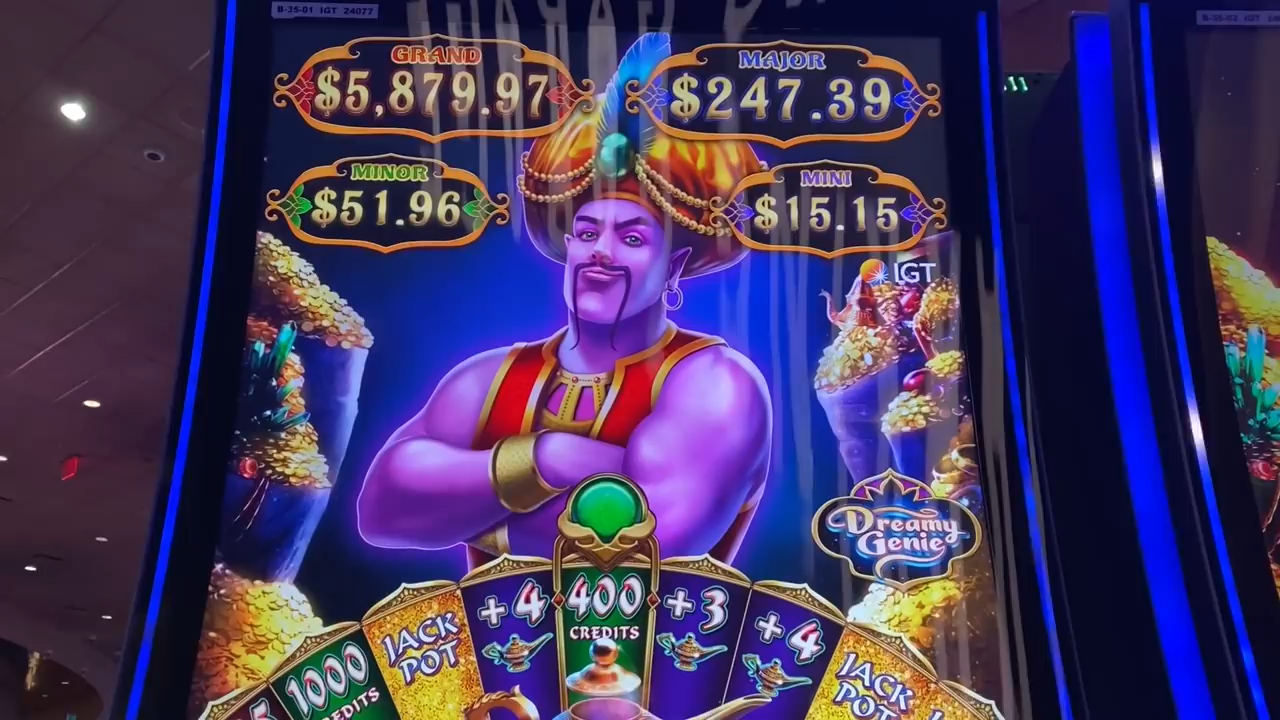 B-35-01 IGT 24077
GRAND
$5,879.97
MAJOR
$247.39
MINOR
$51.96
MINI
$15.15
IGT
Dreamy
Genie
1000
JACK
POT
+4
400
CREDITS
+3
+4
JACK
POT